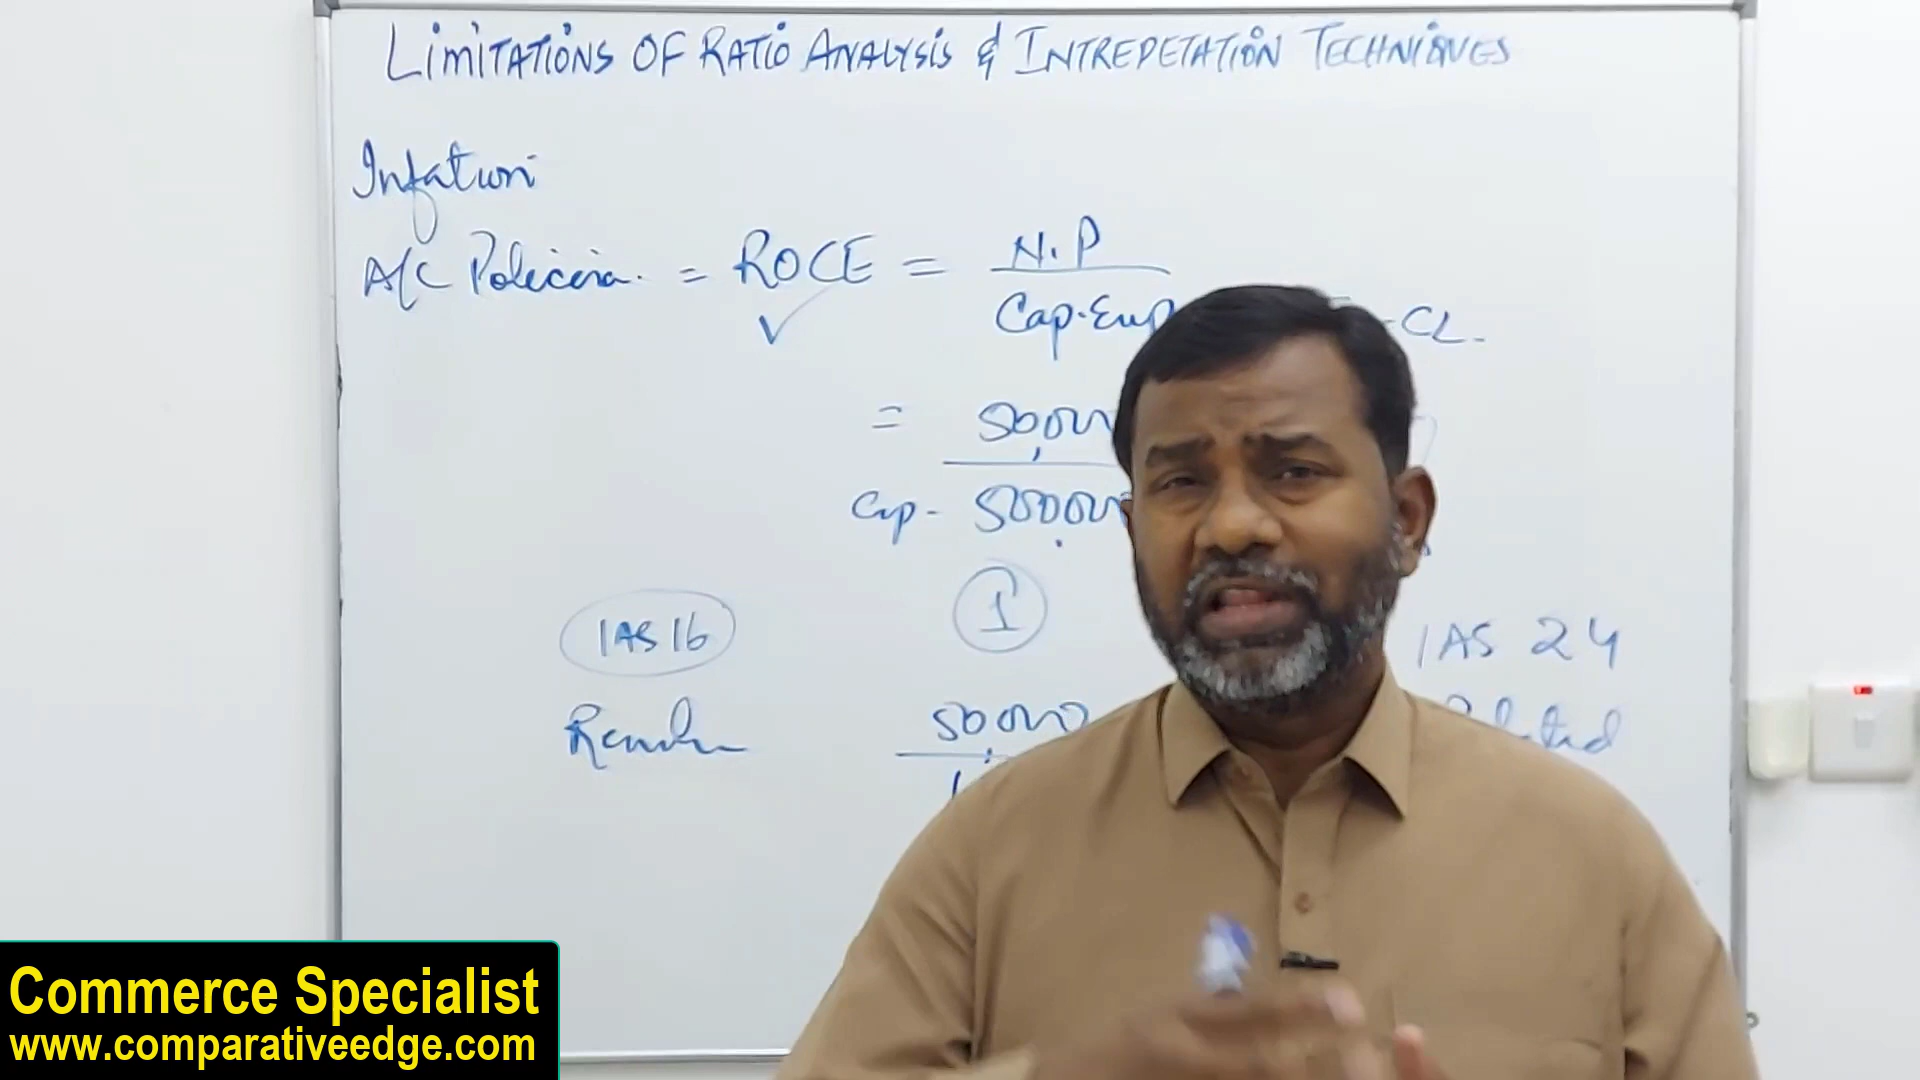 LIMITATIONS OF RATIO ANALYSIS & INTREPETATION TECHNIQUES
Infation
A/C Policies = ROCE = N.P
Cap. Emp - CL.
= 50,000
Cap - 500000
1
IAS 16
IAS 24
50,000
Commerce Specialist
www.comparativeedge.com